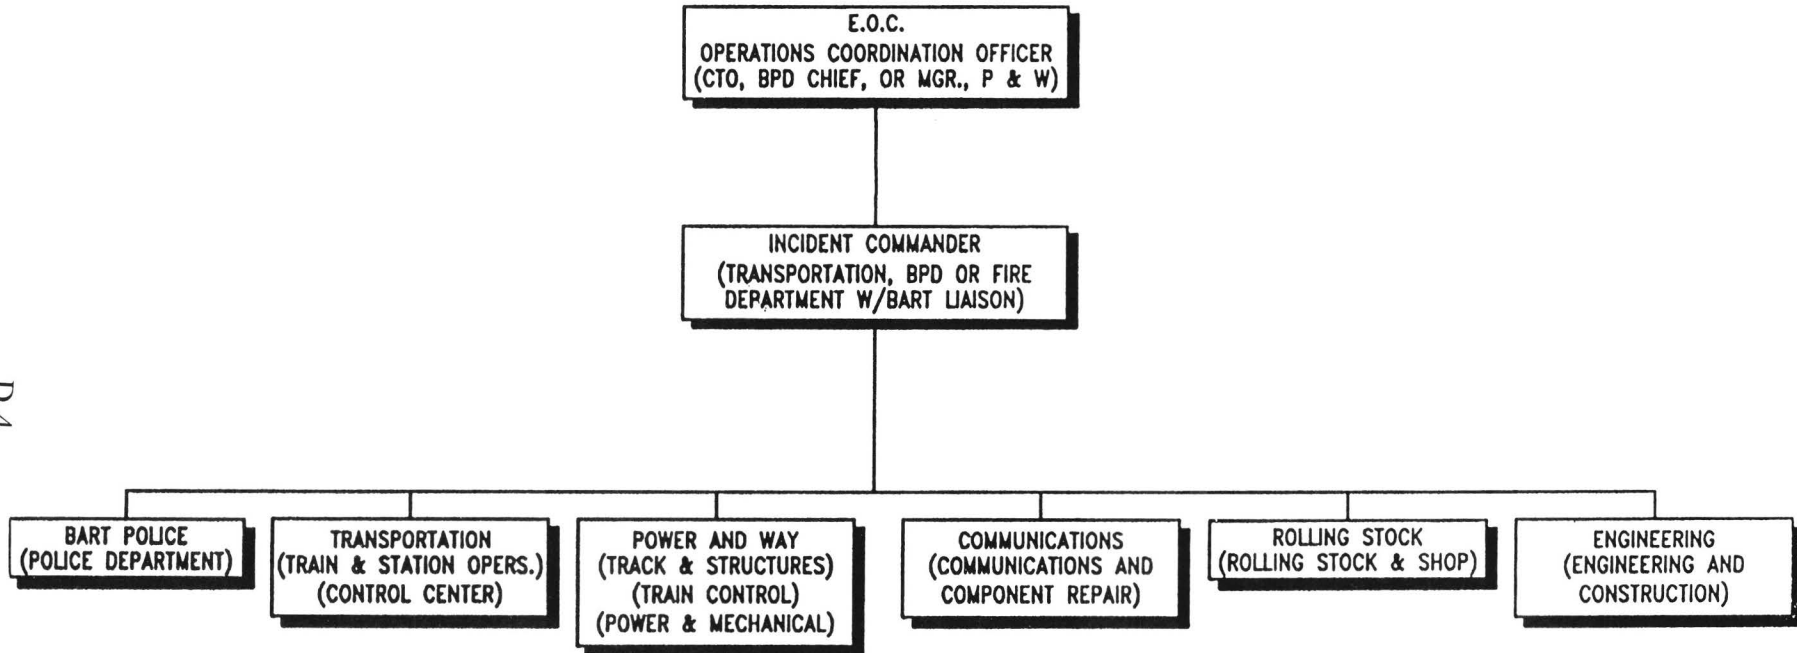 E.O.C.
OPERATIONS COORDINATION OFFICER
(CTO, BPD CHIEF, OR MGR., P & W)
INCIDENT COMMANDER
(TRANSPORTATION, BPD OR FIRE
DEPARTMENT W/BART LIAISON)
BART POLICE
(POLICE DEPARTMENT)
TRANSPORTATION
(TRAIN & STATION OPERS.)
(CONTROL CENTER)
POWER AND WAY
(TRACK & STRUCTURES)
(TRAIN CONTROL)
(POWER & MECHANICAL)
COMMUNICATIONS
(COMMUNICATIONS AND
COMPONENT REPAIR)
ROLLING STOCK
(ROLLING STOCK & SHOP)
ENGINEERING
(ENGINEERING AND
CONSTRUCTION)